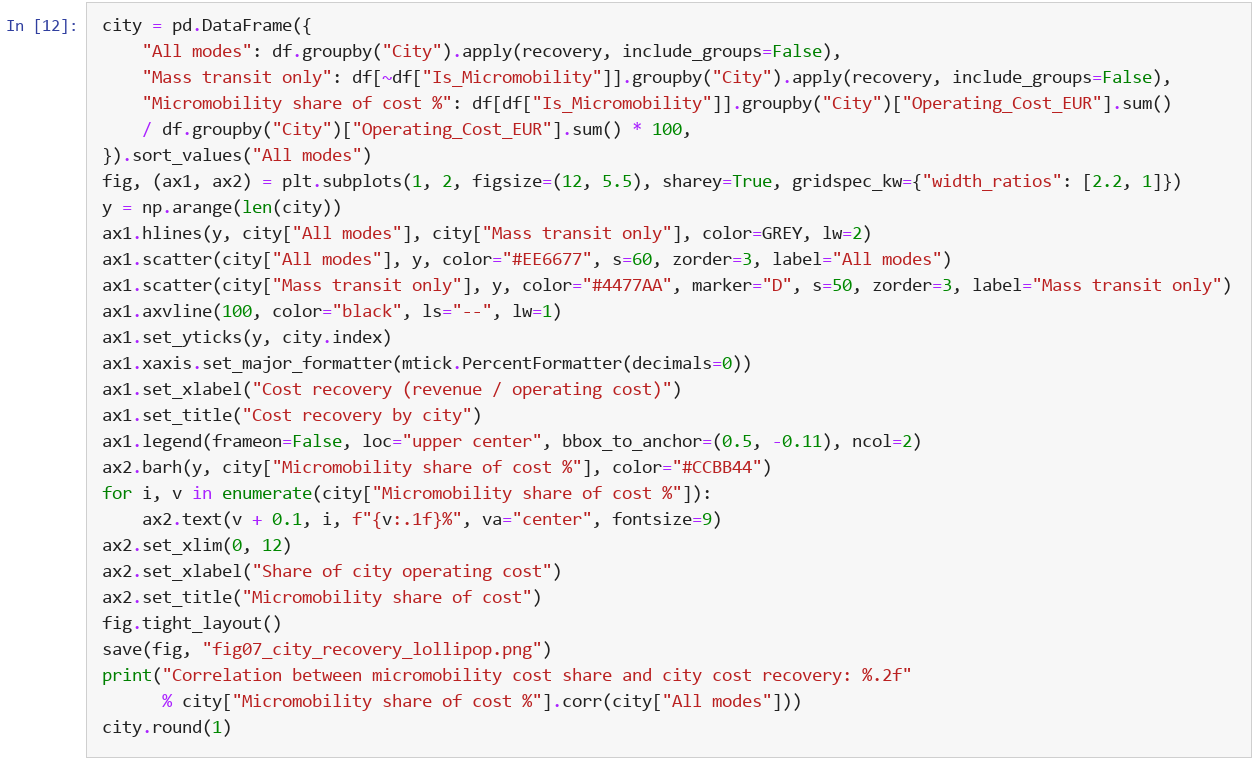 In [12]:
city = pd.DataFrame({
    "All modes": df.groupby("City").apply(recovery, include_groups=False),
    "Mass transit only": df[~df["Is_Micromobility"]].groupby("City").apply(recovery, include_groups=False),
    "Micromobility share of cost %": df[df["Is_Micromobility"]].groupby("City")["Operating_Cost_EUR"].sum()
    / df.groupby("City")["Operating_Cost_EUR"].sum() * 100,
}).sort_values("All modes")
fig, (ax1, ax2) = plt.subplots(1, 2, figsize=(12, 5.5), sharey=True, gridspec_kw={"width_ratios": [2.2, 1]})
y = np.arange(len(city))
ax1.hlines(y, city["All modes"], city["Mass transit only"], color=GREY, lw=2)
ax1.scatter(city["All modes"], y, color="#EE6677", s=60, zorder=3, label="All modes")
ax1.scatter(city["Mass transit only"], y, color="#4477AA", marker="D", s=50, zorder=3, label="Mass transit only")
ax1.axvline(100, color="black", ls="--", lw=1)
ax1.set_yticks(y, city.index)
ax1.xaxis.set_major_formatter(mtick.PercentFormatter(decimals=0))
ax1.set_xlabel("Cost recovery (revenue / operating cost)")
ax1.set_title("Cost recovery by city")
ax1.legend(frameon=False, loc="upper center", bbox_to_anchor=(0.5, -0.11), ncol=2)
ax2.barh(y, city["Micromobility share of cost %"], color="#CCBB44")
for i, v in enumerate(city["Micromobility share of cost %"]):
    ax2.text(v + 0.1, i, f"{v:.1f}%", va="center", fontsize=9)
ax2.set_xlim(0, 12)
ax2.set_xlabel("Share of city operating cost")
ax2.set_title("Micromobility share of cost")
fig.tight_layout()
save(fig, "fig07_city_recovery_lollipop.png")
print("Correlation between micromobility cost share and city cost recovery: %.2f"
      % city["Micromobility share of cost %"].corr(city["All modes"]))
city.round(1)